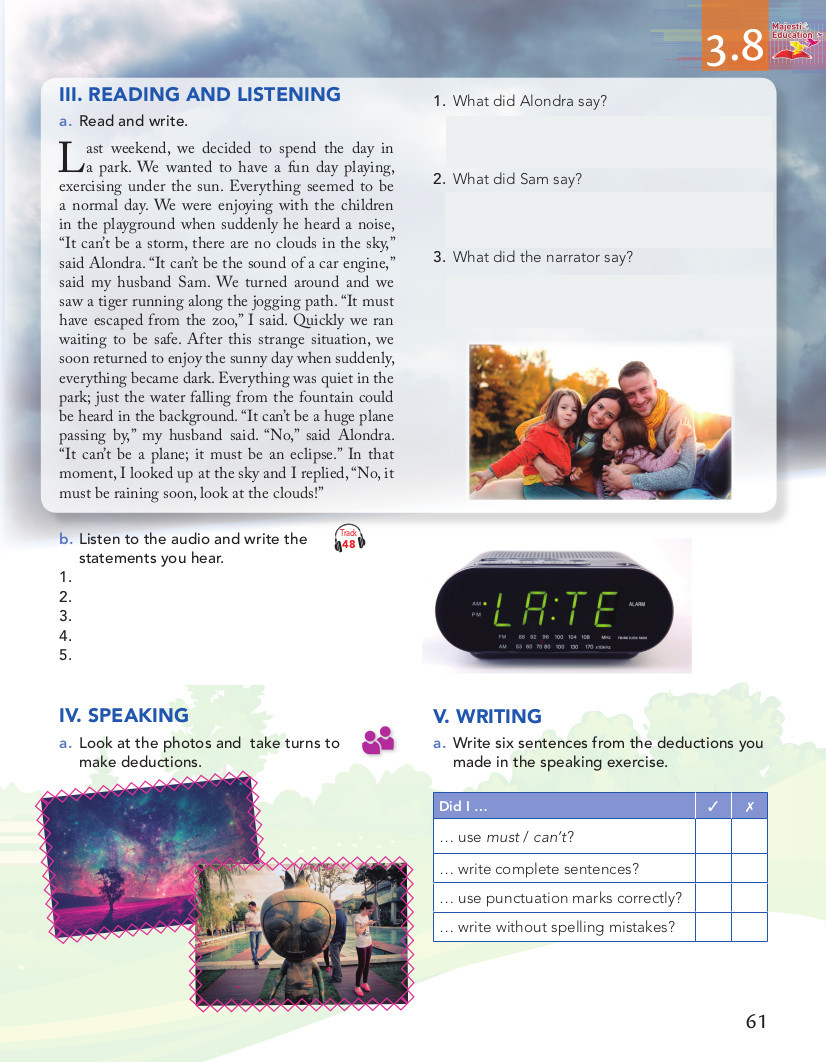 3.8
Majestic
Education
III. READING AND LISTENING
a. Read and write.
Last weekend, we decided to spend the day in
a park. We wanted to have a fun day playing,
exercising under the sun. Everything seemed to be
a normal day. We were enjoying with the children
in the playground when suddenly he heard a noise,
“It can’t be a storm, there are no clouds in the sky,”
said Alondra. “It can’t be the sound of a car engine,”
said my husband Sam. We turned around and we
saw a tiger running along the jogging path. “It must
have escaped from the zoo,” I said. Quickly we ran
waiting to be safe. After this strange situation, we
soon returned to enjoy the sunny day when suddenly,
everything became dark. Everything was quiet in the
park; just the water falling from the fountain could
be heard in the background. “It can’t be a huge plane
passing by,” my husband said. “No,” said Alondra.
“It can’t be a plane; it must be an eclipse.” In that
moment, I looked up at the sky and I replied, “No, it
must be raining soon, look at the clouds!”
1. What did Alondra say?
2. What did Sam say?
3. What did the narrator say?
b. Listen to the audio and write the
statements you hear.
Track
48
1.
2.
3.
4.
5.
AM
PM
LA:TE
ALARM
FM 88 92 96 100 104 108 MHz FM/AM CLOCK RADIO
AM 53 60 70 80 100 130 170 x10kHz
IV. SPEAKING
a. Look at the photos and take turns to
make deductions.
V. WRITING
a. Write six sentences from the deductions you
made in the speaking exercise.
Did I … ✓ ✗
… use must / can’t?
… write complete sentences?
… use punctuation marks correctly?
… write without spelling mistakes?
61